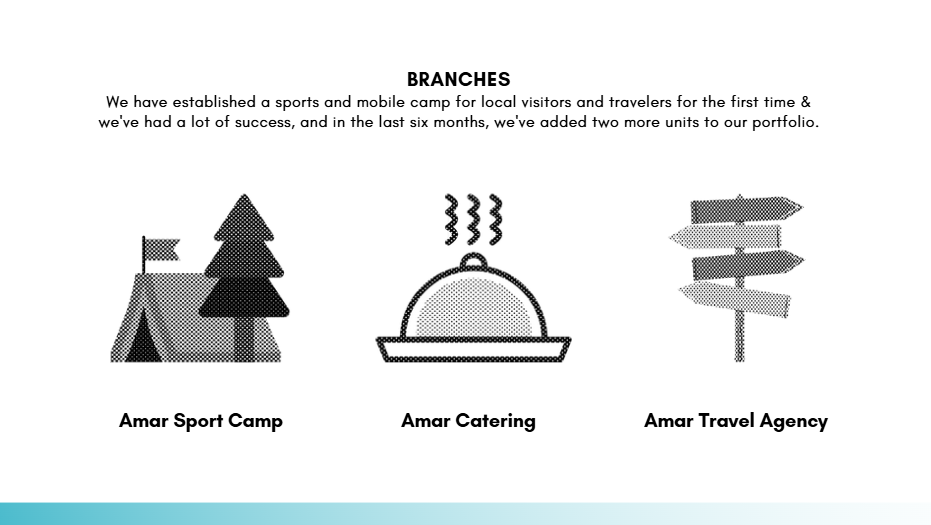 BRANCHES
We have established a sports and mobile camp for local visitors and travelers for the first time &
we've had a lot of success, and in the last six months, we've added two more units to our portfolio.
Amar Sport Camp
Amar Catering
Amar Travel Agency